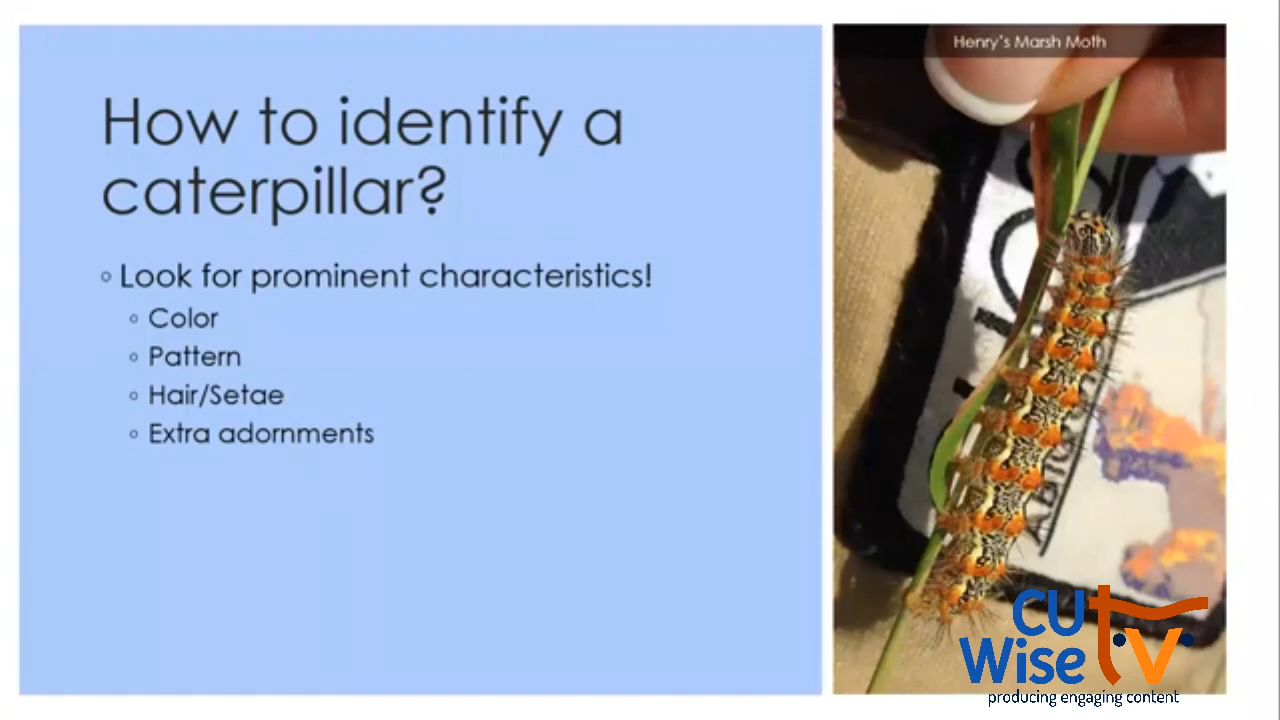 How to identify a
caterpillar?
Look for prominent characteristics!
Color
Pattern
Hair/Setae
Extra adornments
Henry's Marsh Moth
CU
Wise
tv
producing engaging content